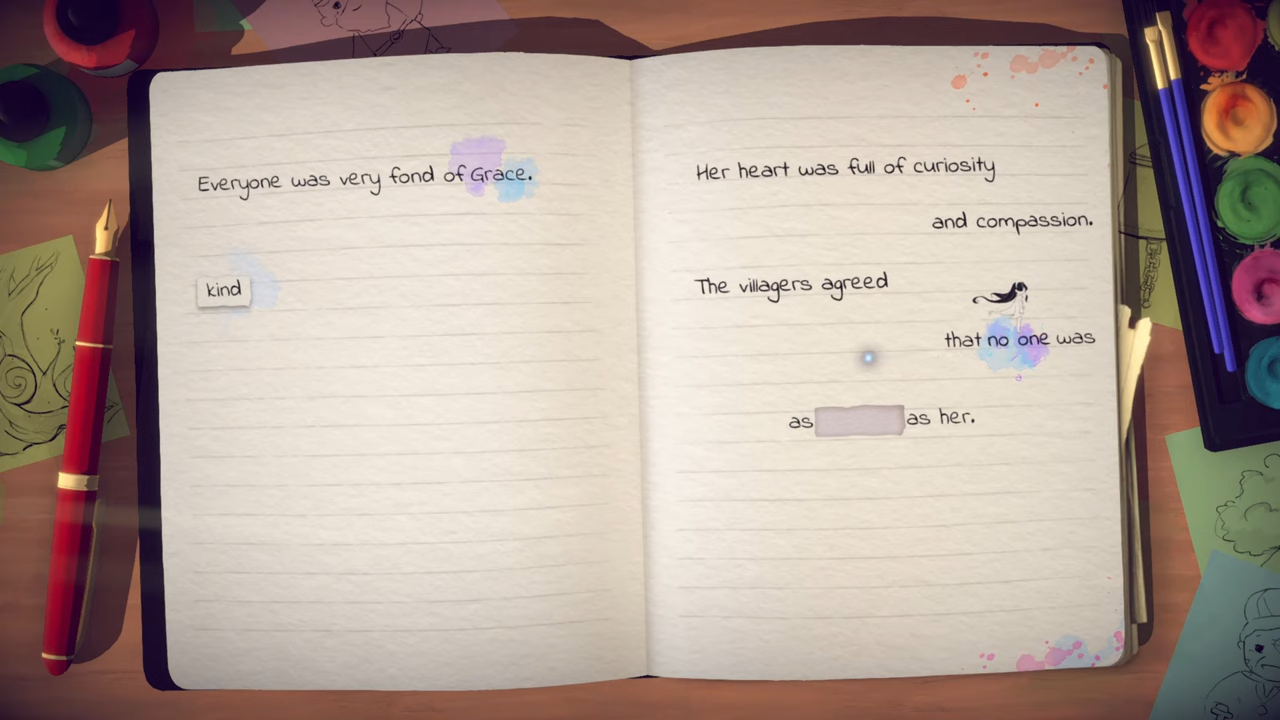 Everyone was very fond of Grace.
kind
Her heart was full of curiosity
and compassion.
The villagers agreed
that no one was
as as her.